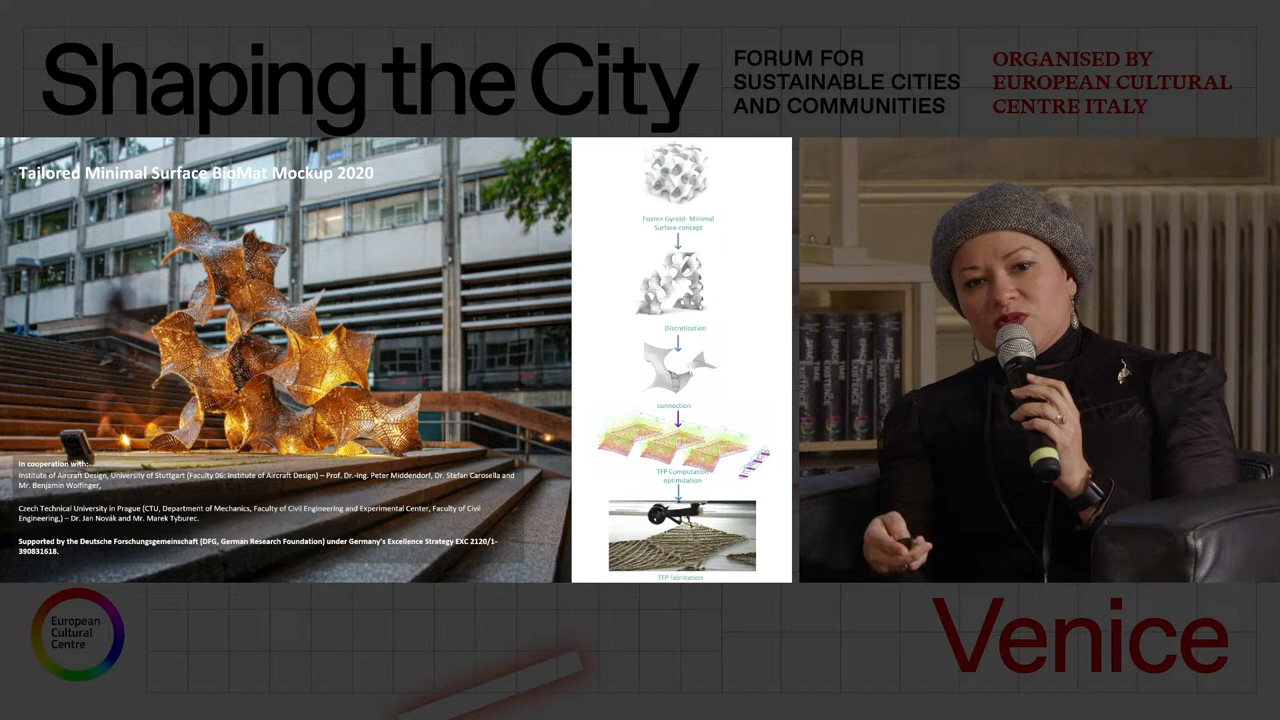 Shaping the City
FORUM FOR
SUSTAINABLE CITIES
AND COMMUNITIES
ORGANISED BY
EUROPEAN CULTURAL
CENTRE ITALY
Tailored Minimal Surface BioMat Mockup 2020
In cooperation with:
Institute of Aircraft Design, University of Stuttgart (Faculty 06: Institute of Aircraft Design) – Prof. Dr.-Ing. Peter Middendorf, Dr. Stefan Carosella and
Mr. Benjamin Wolfinger,
Czech Technical University in Prague (CTU, Department of Mechanics, Faculty of Civil Engineering and Experimental Center, Faculty of Civil
Engineering,) – Dr. Jan Novák and Mr. Marek Tyburec.
Supported by the Deutsche Forschungsgemeinschaft (DFG, German Research Foundation) under Germany's Excellence Strategy EXC 2120/1-
390831618.
Foam> Gyroid- Minimal
Surface concept
Discretization
connection
TFP Computation
optimization
TFP fabrication
TIME SPACE EXISTENCE
European
Cultural
Centre
Venice